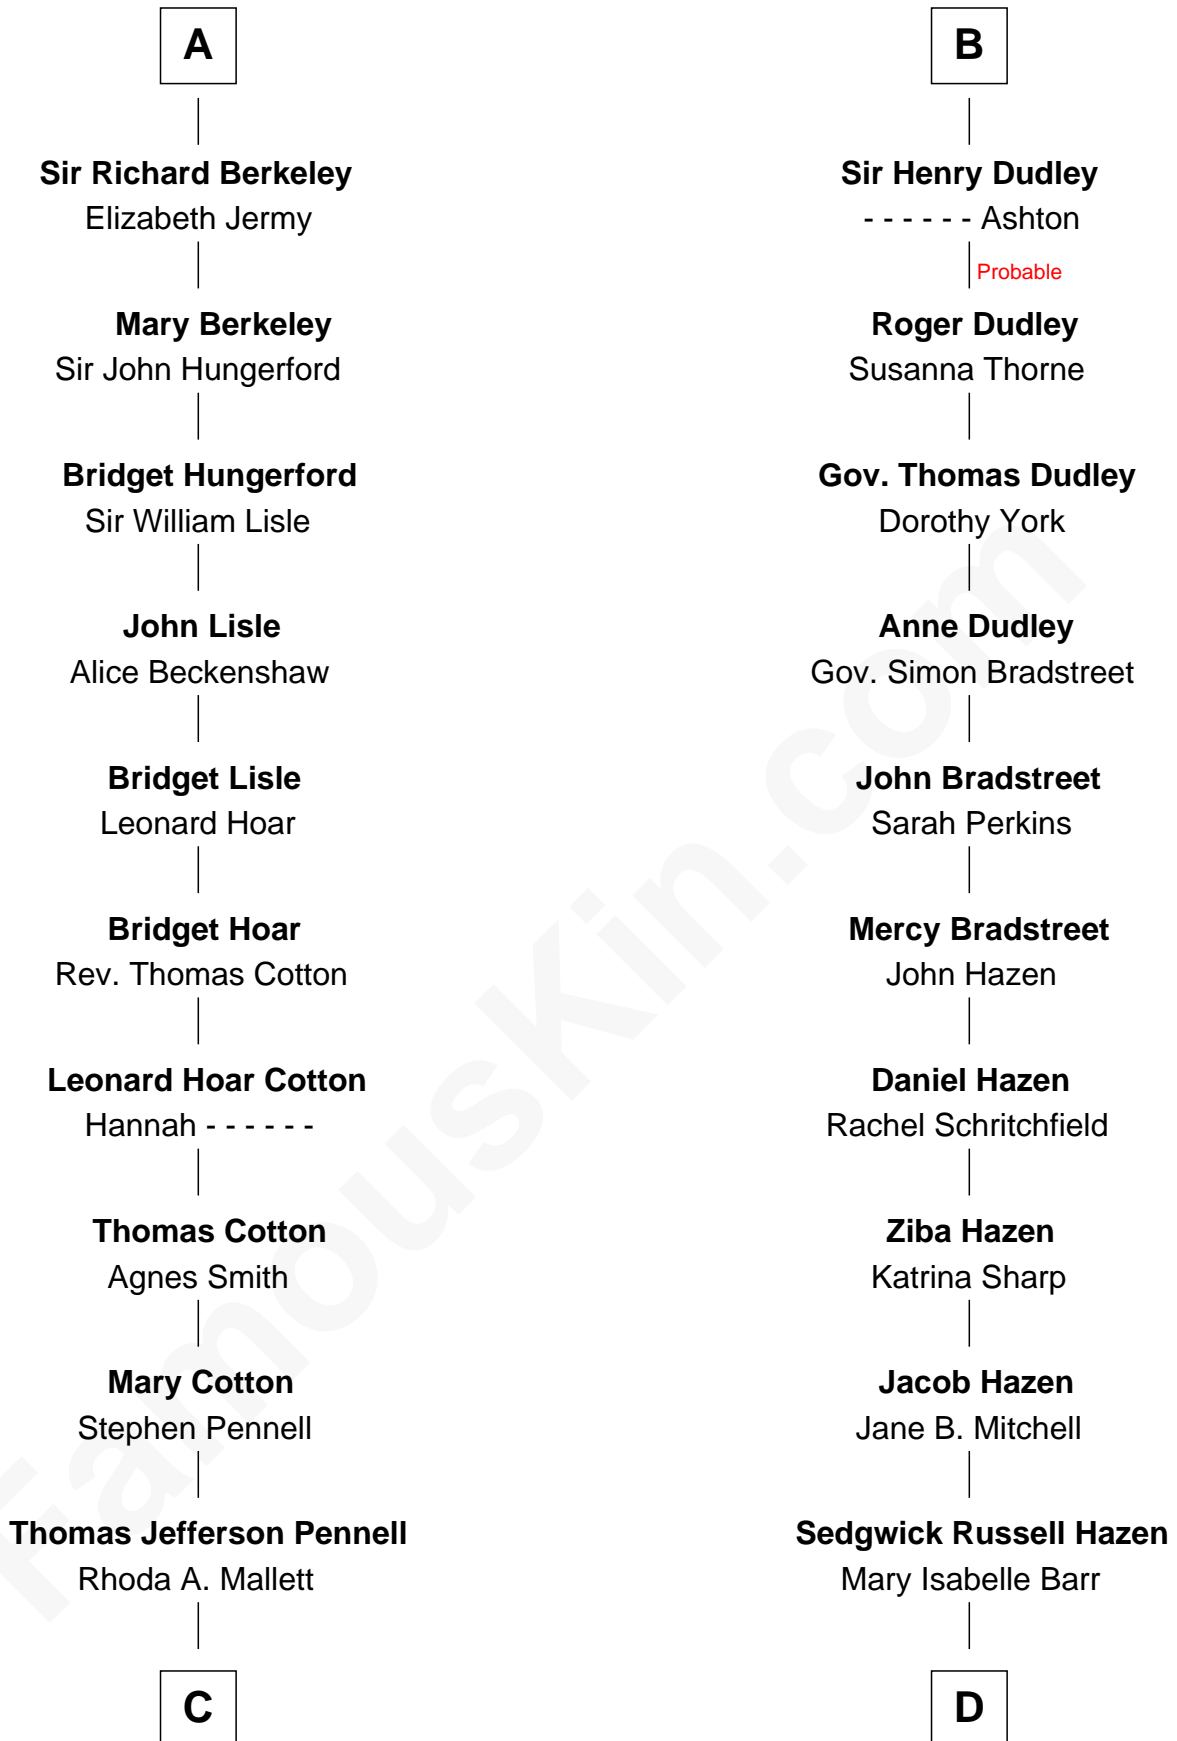 A
Sir Richard Berkeley
Elizabeth Jermy
Mary Berkeley
Sir John Hungerford
Bridget Hungerford
Sir William Lisle
John Lisle
Alice Beckenshaw
Bridget Lisle
Leonard Hoar
Bridget Hoar
Rev. Thomas Cotton
Leonard Hoar Cotton
Hannah - - - - - -
Thomas Cotton
Agnes Smith
Mary Cotton
Stephen Pennell
Thomas Jefferson Pennell
Rhoda A. Mallett
C
B
Sir Henry Dudley
- - - - - - Ashton
Probable
Roger Dudley
Susanna Thorne
Gov. Thomas Dudley
Dorothy York
Anne Dudley
Gov. Simon Bradstreet
John Bradstreet
Sarah Perkins
Mercy Bradstreet
John Hazen
Daniel Hazen
Rachel Schritchfield
Ziba Hazen
Katrina Sharp
Jacob Hazen
Jane B. Mitchell
Sedgwick Russell Hazen
Mary Isabelle Barr
D
FamousKin.com